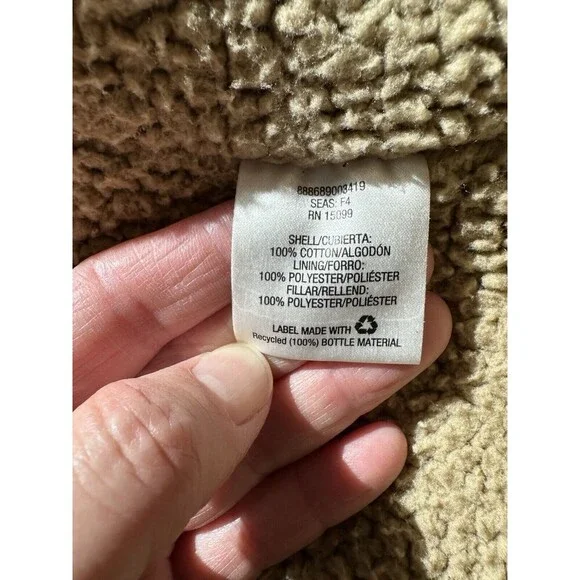 888689003419
SEAS: F4
RN 15099
SHELL/CUBIERTA:
100% COTTON/ALGODÓN
LINING/FORRO:
100% POLYESTER/POLIÉSTER
FILLAR/RELLEND:
100% POLYESTER/POLIÉSTER
LABEL MADE WITH
Recycled (100%) BOTTLE MATERIAL